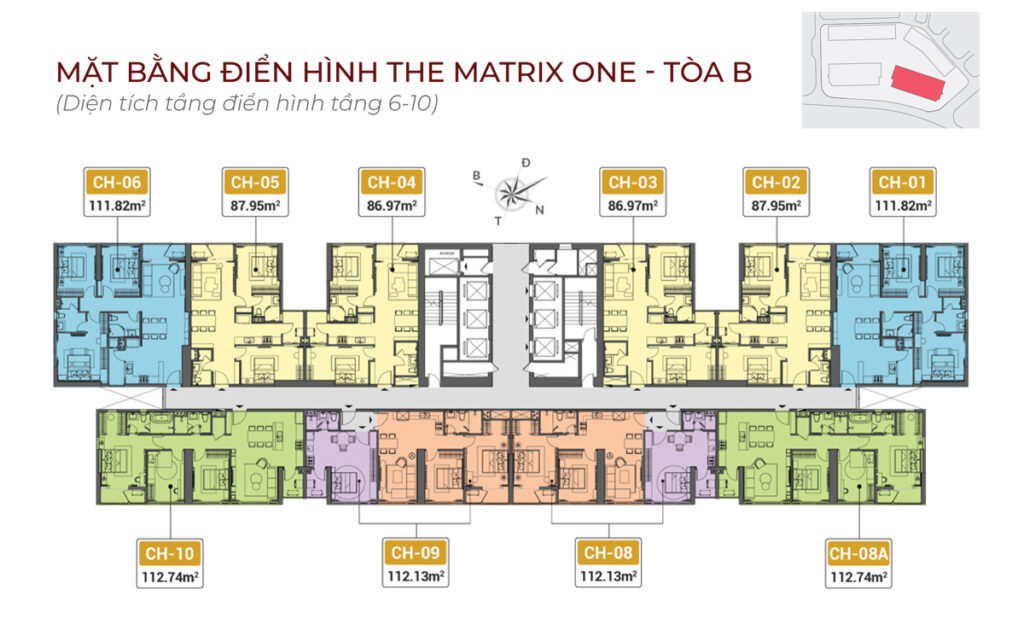 MẶT BẰNG ĐIỂN HÌNH THE MATRIX ONE - TÒA B
(Diện tích tầng điển hình tầng 6-10)
CH-06
111.82m²
CH-05
87.95m²
CH-04
86.97m²
Đ
B
N
T
CH-03
86.97m²
CH-02
87.95m²
CH-01
111.82m²
CH-10
112.74m²
CH-09
112.13m²
CH-08
112.13m²
CH-08A
112.74m²